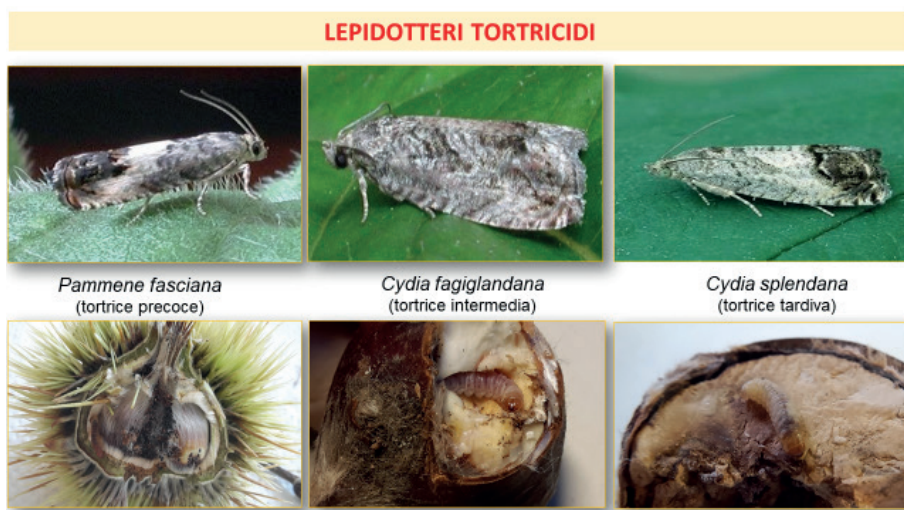 LEPIDOTTERI TORTRICIDI
Pammene fasciana
(tortrice precoce)
Cydia fagiglandana
(tortrice intermedia)
Cydia splendana
(tortrice tardiva)